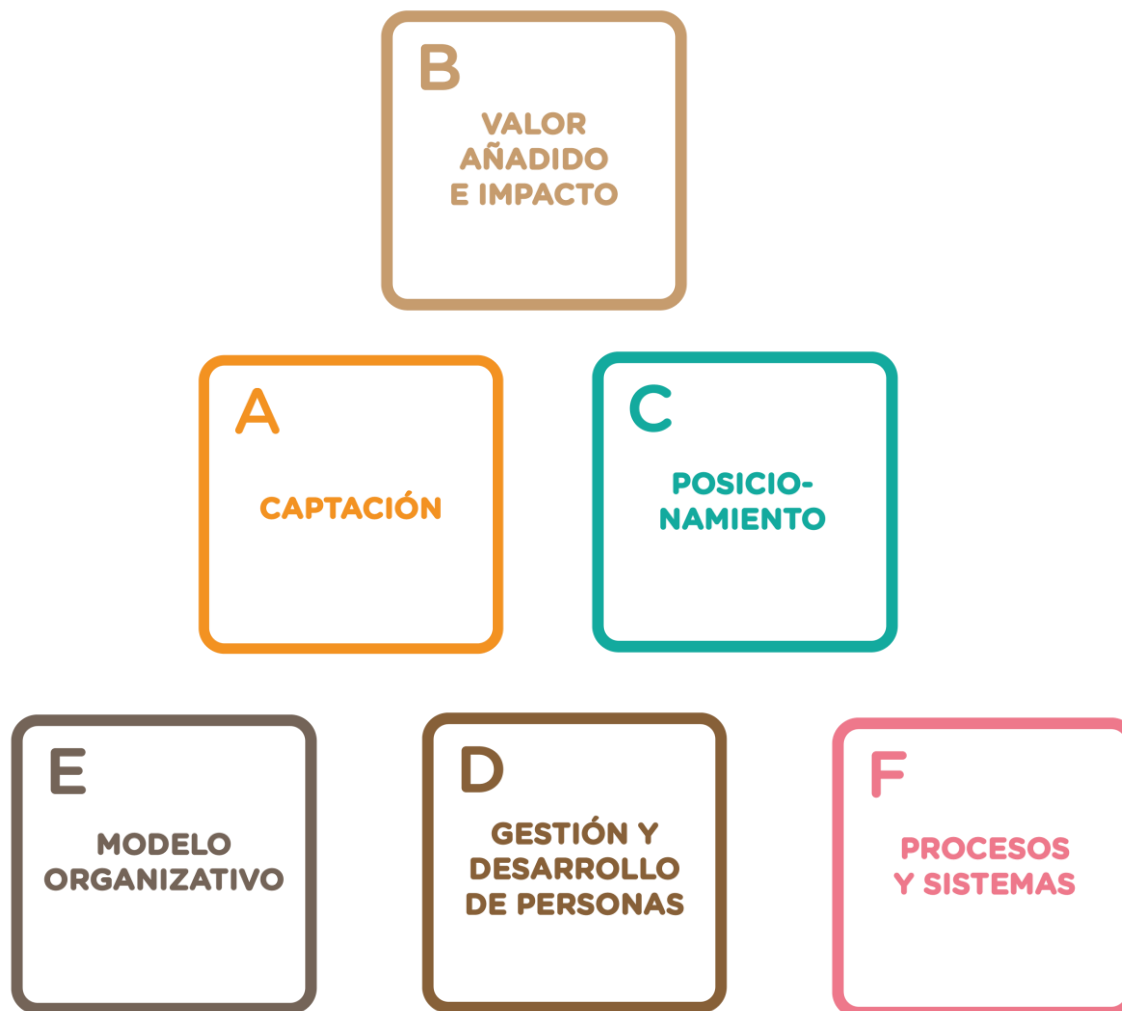 B
VALOR
AÑADIDO
E IMPACTO
A
CAPTACIÓN
C
POSICIO-
NAMIENTO
E
MODELO
ORGANIZATIVO
D
GESTIÓN Y
DESARROLLO
DE PERSONAS
F
PROCESOS
Y SISTEMAS